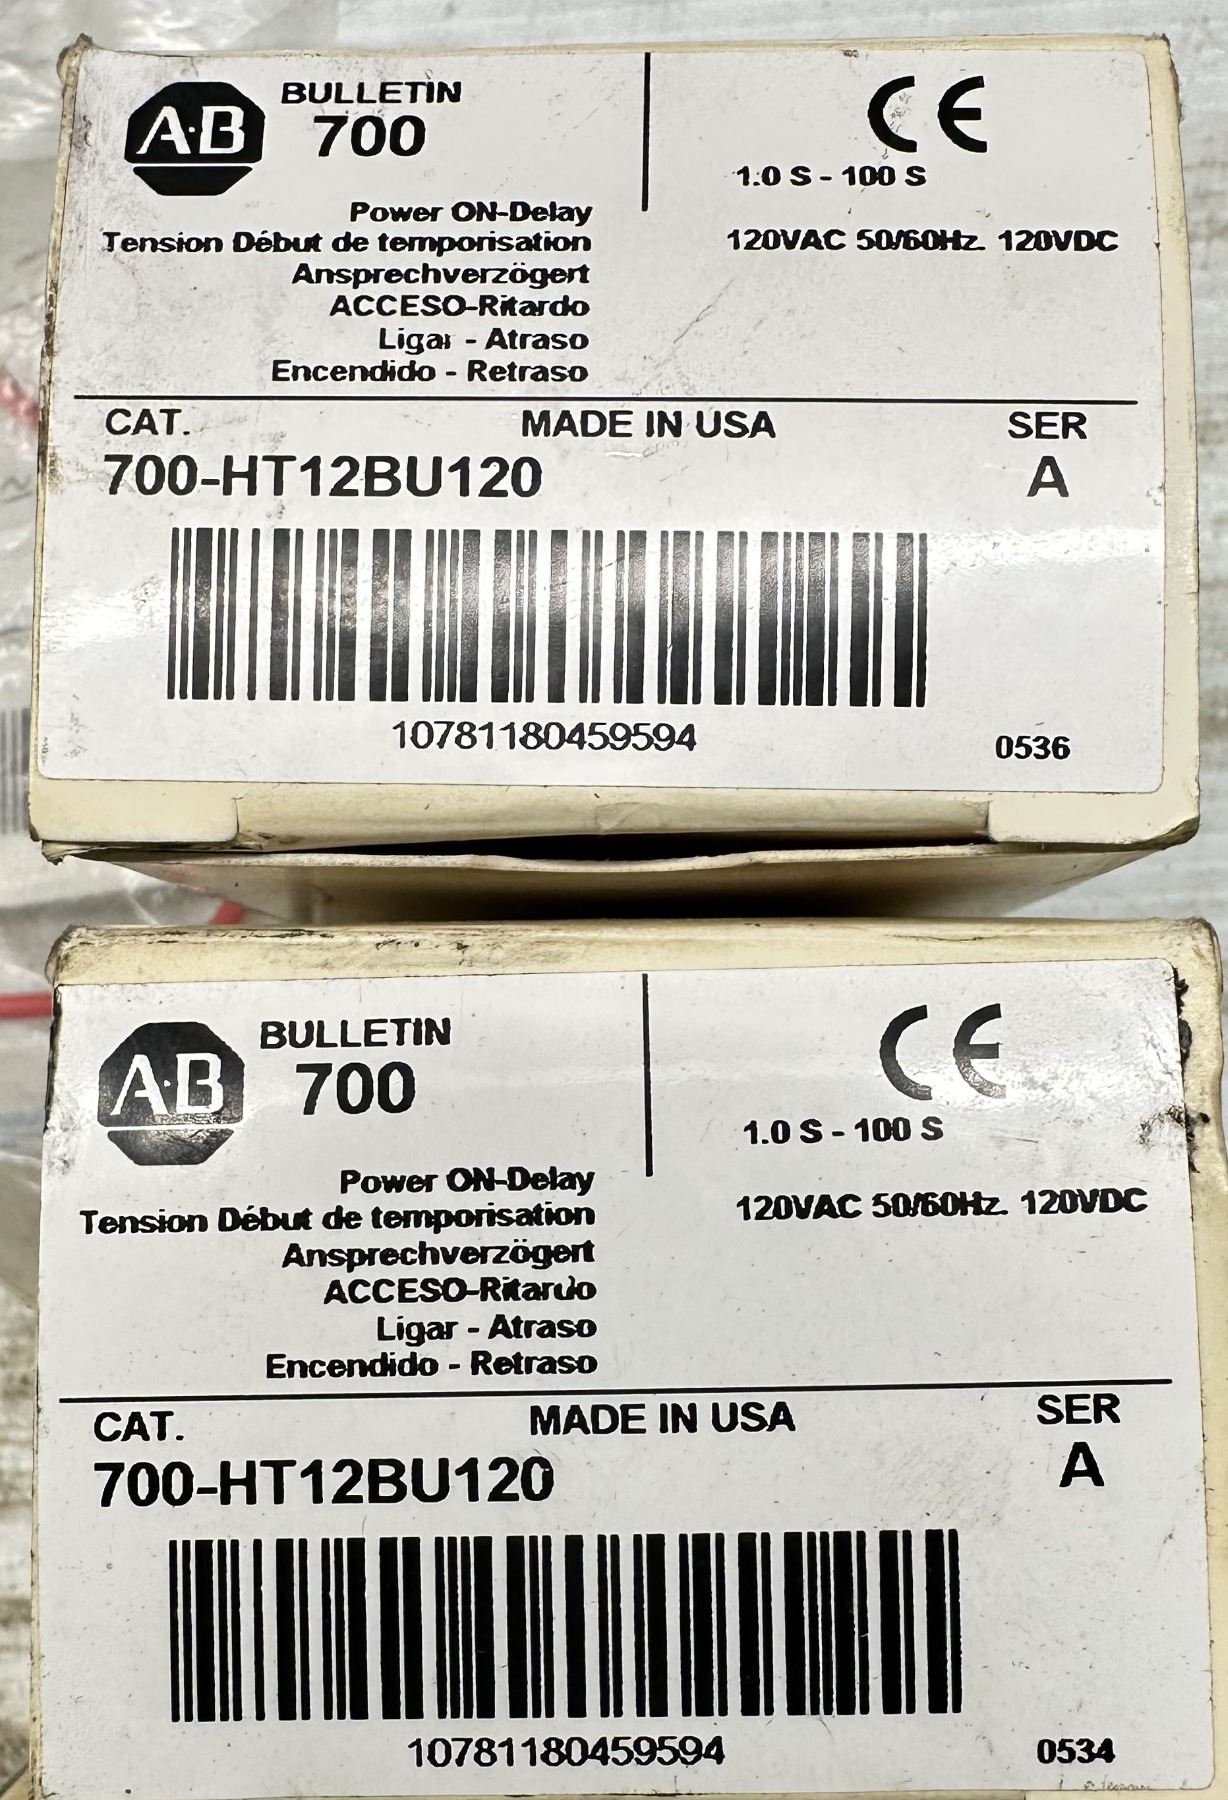 A·B BULLETIN
700
CE
1.0 S - 100 S
Power ON-Delay
Tension Début de temporisation
120VAC 50/60Hz. 120VDC
Ansprechverzögert
ACCESO-Ritardo
Ligar - Atraso
Encendido - Retraso
CAT. MADE IN USA SER
700-HT12BU120 A
10781180459594 0536
A·B BULLETIN
700
CE
1.0 S - 100 S
Power ON-Delay
Tension Début de temporisation
120VAC 50/60Hz. 120VDC
Ansprechverzögert
ACCESO-Ritardo
Ligar - Atraso
Encendido - Retraso
CAT. MADE IN USA SER
700-HT12BU120 A
10781180459594 0534